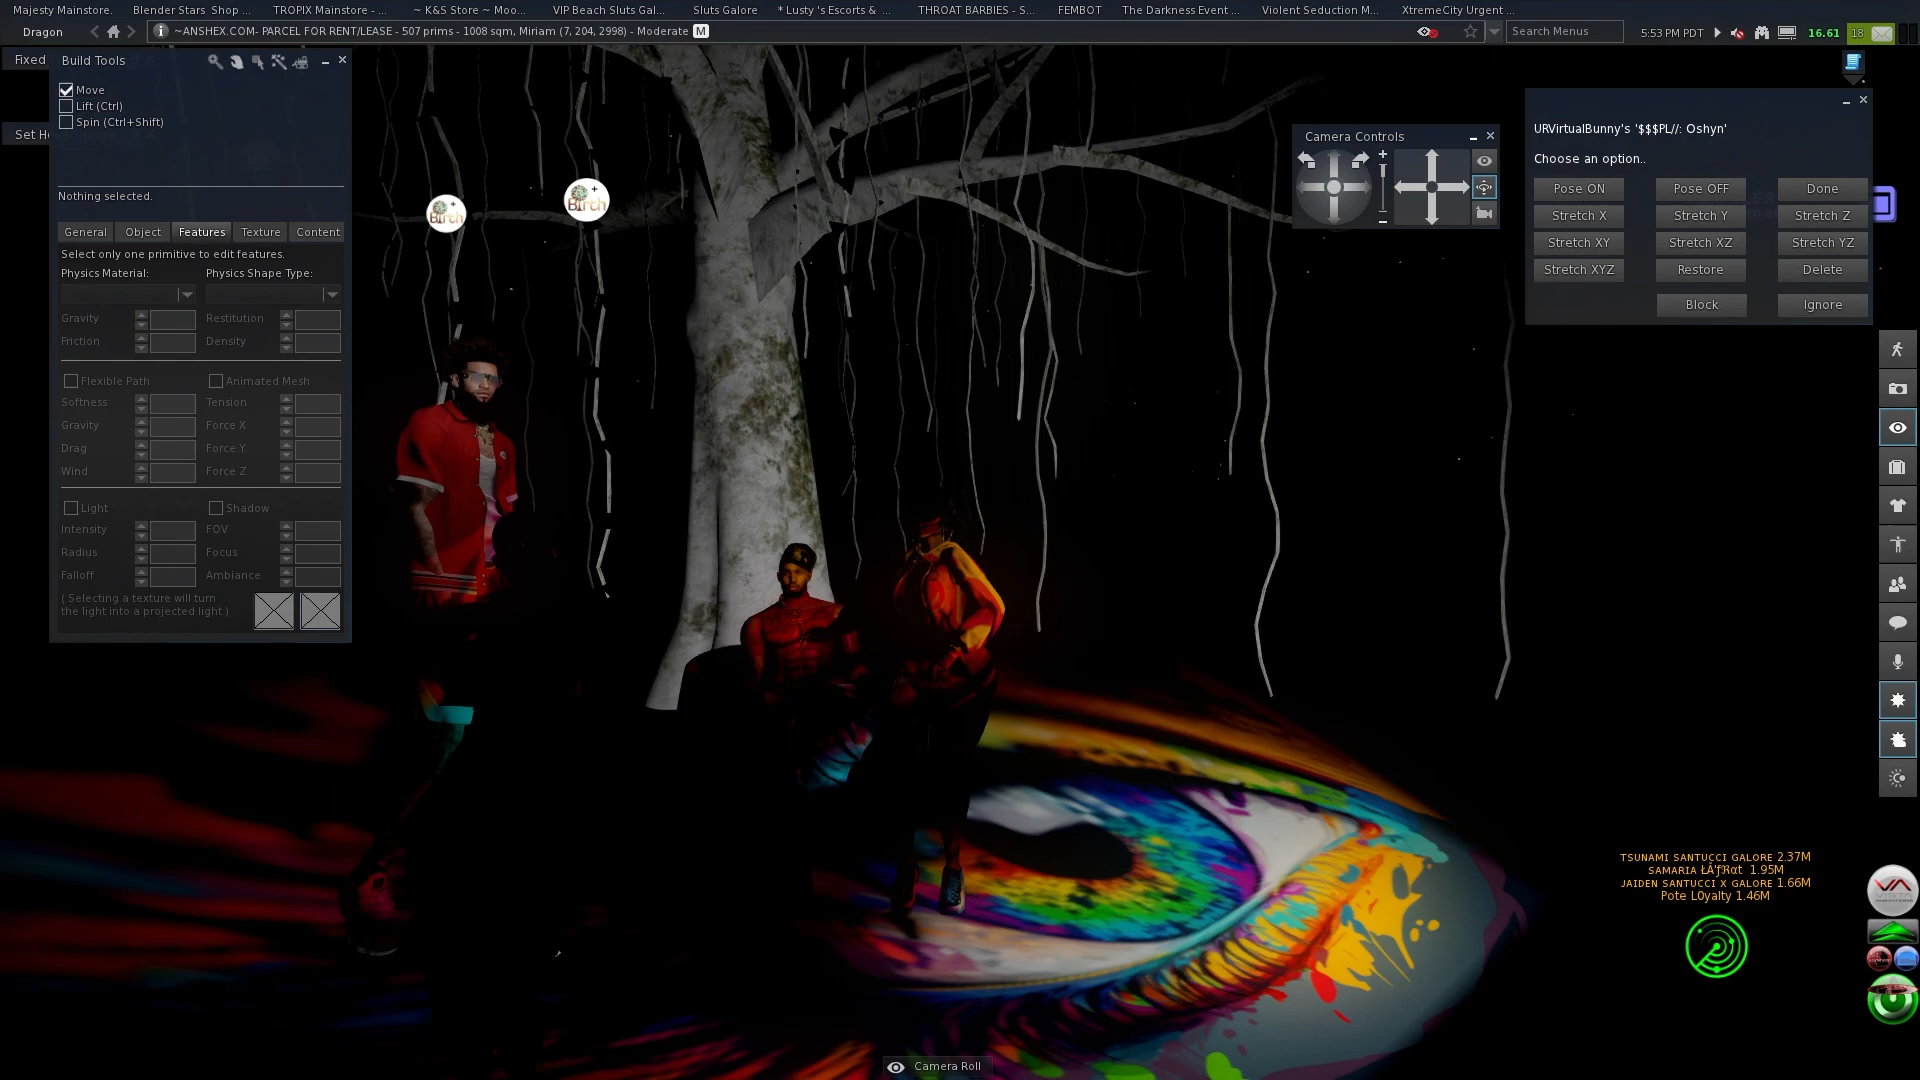 Majesty Mainstore.
Blender Stars Shop ...
TROPIX Mainstore - ...
~ K&S Store ~ Moo...
VIP Beach Sluts Gal...
Sluts Galore
* Lusty 's Escorts & ...
THROAT BARBIES - S...
FEMBOT
The Darkness Event ...
Violent Seduction M...
XtremeCity Urgent ...
Dragon
~ANSHEX.COM- PARCEL FOR RENT/LEASE - 507 prims - 1008 sqm, Miriam (7, 204, 2998) - Moderate M
Search Menus
5:53 PM PDT
16.61
18
Fixed
Build Tools
Move
Lift (Ctrl)
Spin (Ctrl+Shift)
Nothing selected.
General Object Features Texture Content
Select only one primitive to edit features.
Physics Material: Physics Shape Type:
Gravity Restitution
Friction Density
Flexible Path Animated Mesh
Softness Tension
Gravity Force X
Drag Force Y
Wind Force Z
Light Shadow
Intensity FOV
Radius Focus
Falloff Ambiance
( Selecting a texture will turn
the light into a projected light )
Birth
Birth
Camera Controls
URVirtualBunny's '$$$PL//: Oshyn'
Choose an option..
Pose ON Pose OFF Done
Stretch X Stretch Y Stretch Z
Stretch XY Stretch XZ Stretch YZ
Stretch XYZ Restore Delete
Block Ignore
TSUNAMI SANTUCCI GALORE 2.37M
JAIDEN SANTUCCI X GALORE 1.66M
Pote L0yalty 1.46M
Camera Roll